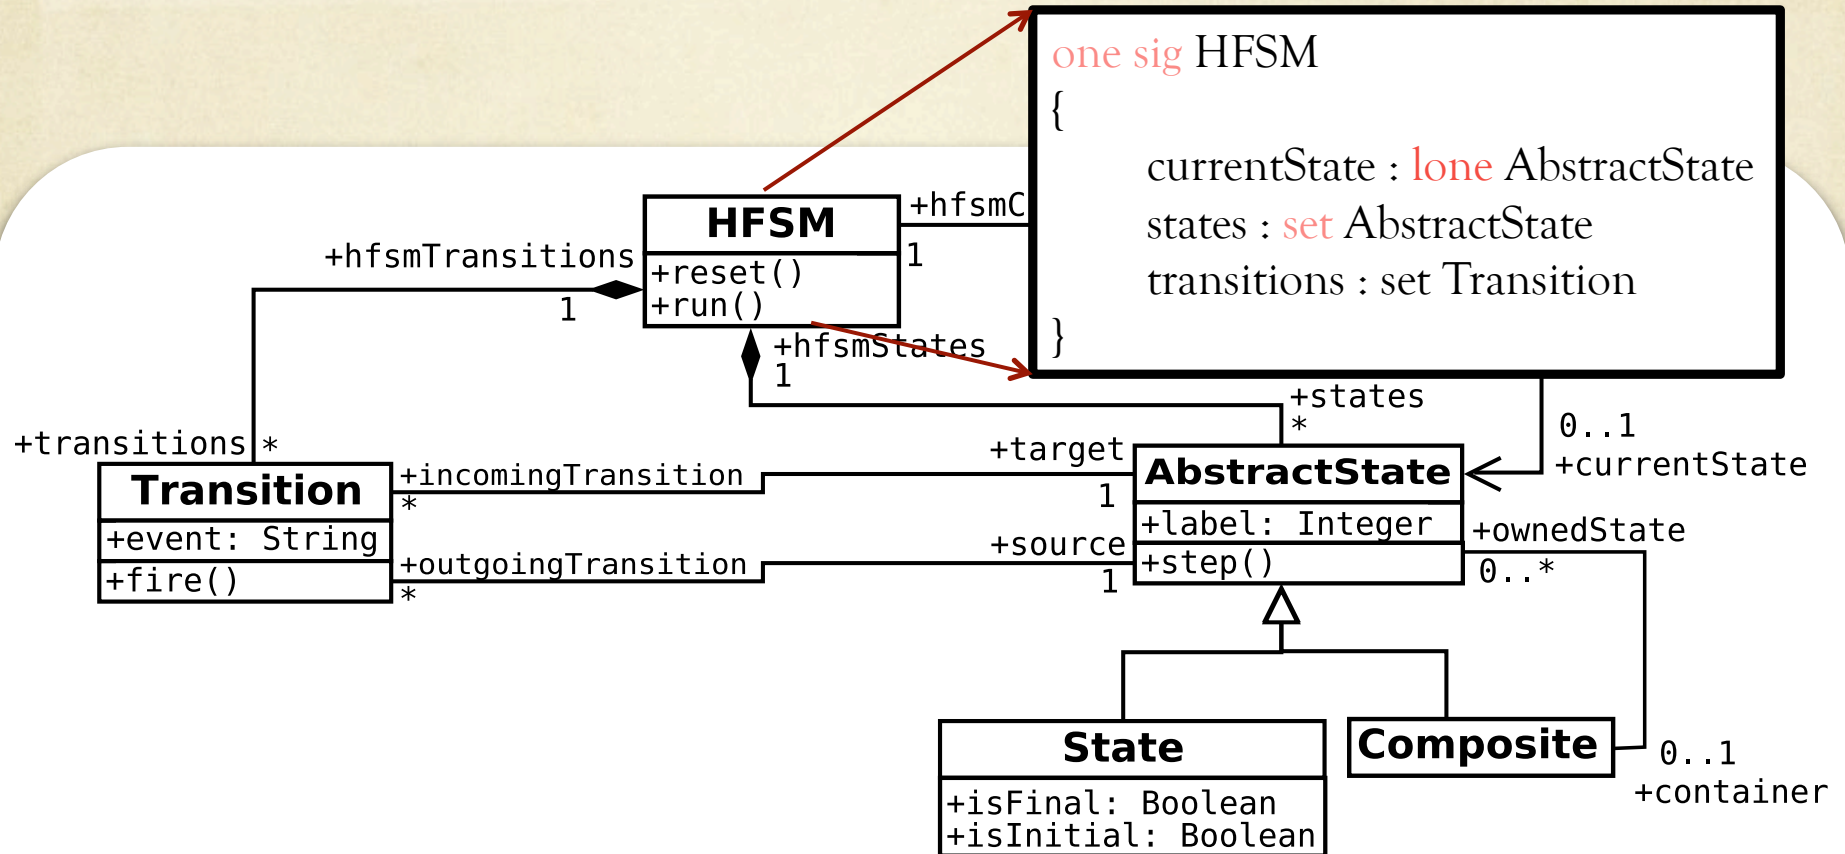 one sig HFSM
{
currentState : lone AbstractState
states : set AbstractState
transitions : set Transition
}
HFSM
+reset()
+run()
+hfsmC
1
+hfsmTransitions
1
+hfsmStates
1
+transitions
*
Transition
+event: String
+fire()
+incomingTransition
*
+outgoingTransition
*
+target
1
+source
1
+states
*
AbstractState
+label: Integer
+step()
0..1
+currentState
+ownedState
0..*
State
+isFinal: Boolean
+isInitial: Boolean
Composite
0..1
+container